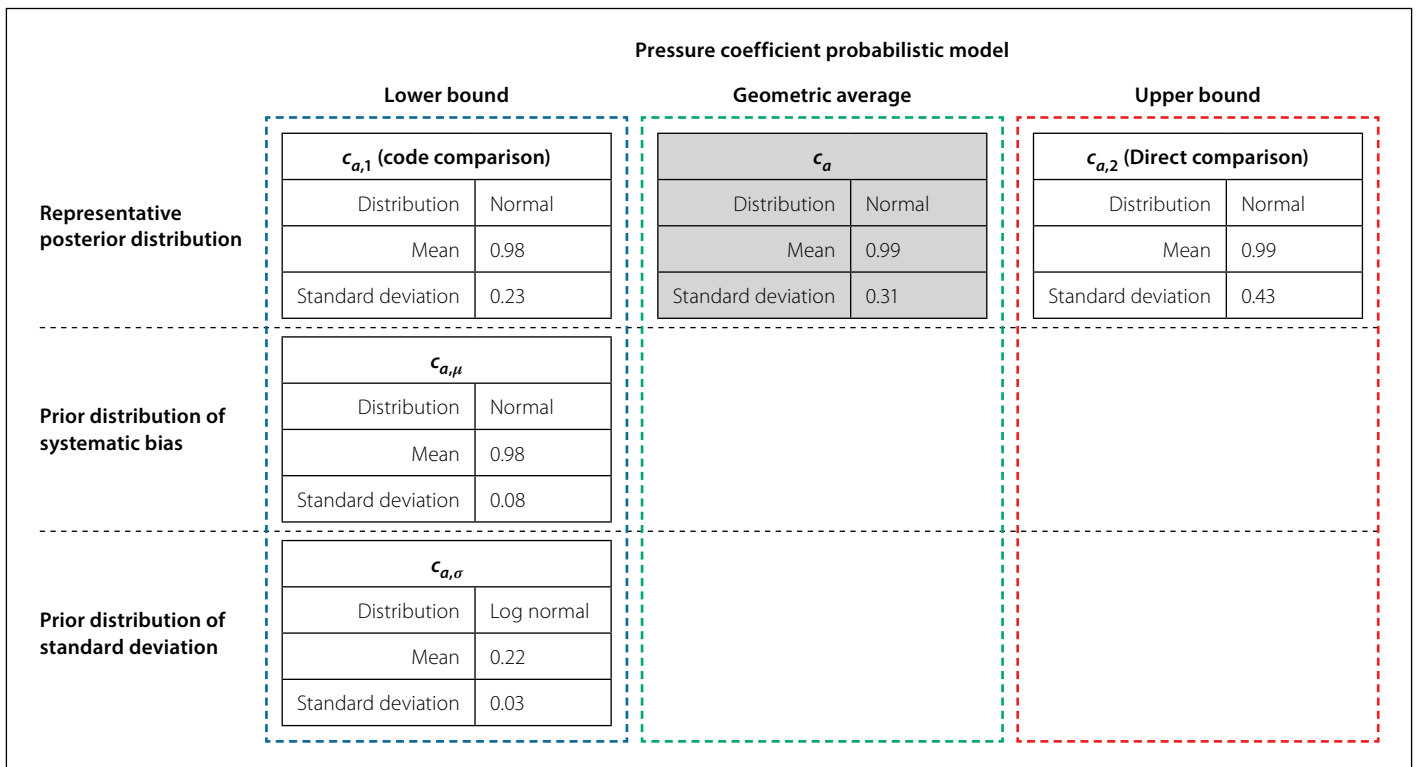 Pressure coefficient probabilistic model
Lower bound
Geometric average
Upper bound
Representative
posterior distribution
c_{a,1} (code comparison)
Distribution Normal
Mean 0.98
Standard deviation 0.23
c_a
Distribution Normal
Mean 0.99
Standard deviation 0.31
c_{a,2} (Direct comparison)
Distribution Normal
Mean 0.99
Standard deviation 0.43
Prior distribution of
systematic bias
c_{a,μ}
Distribution Normal
Mean 0.98
Standard deviation 0.08
Prior distribution of
standard deviation
c_{a,σ}
Distribution Log normal
Mean 0.22
Standard deviation 0.03